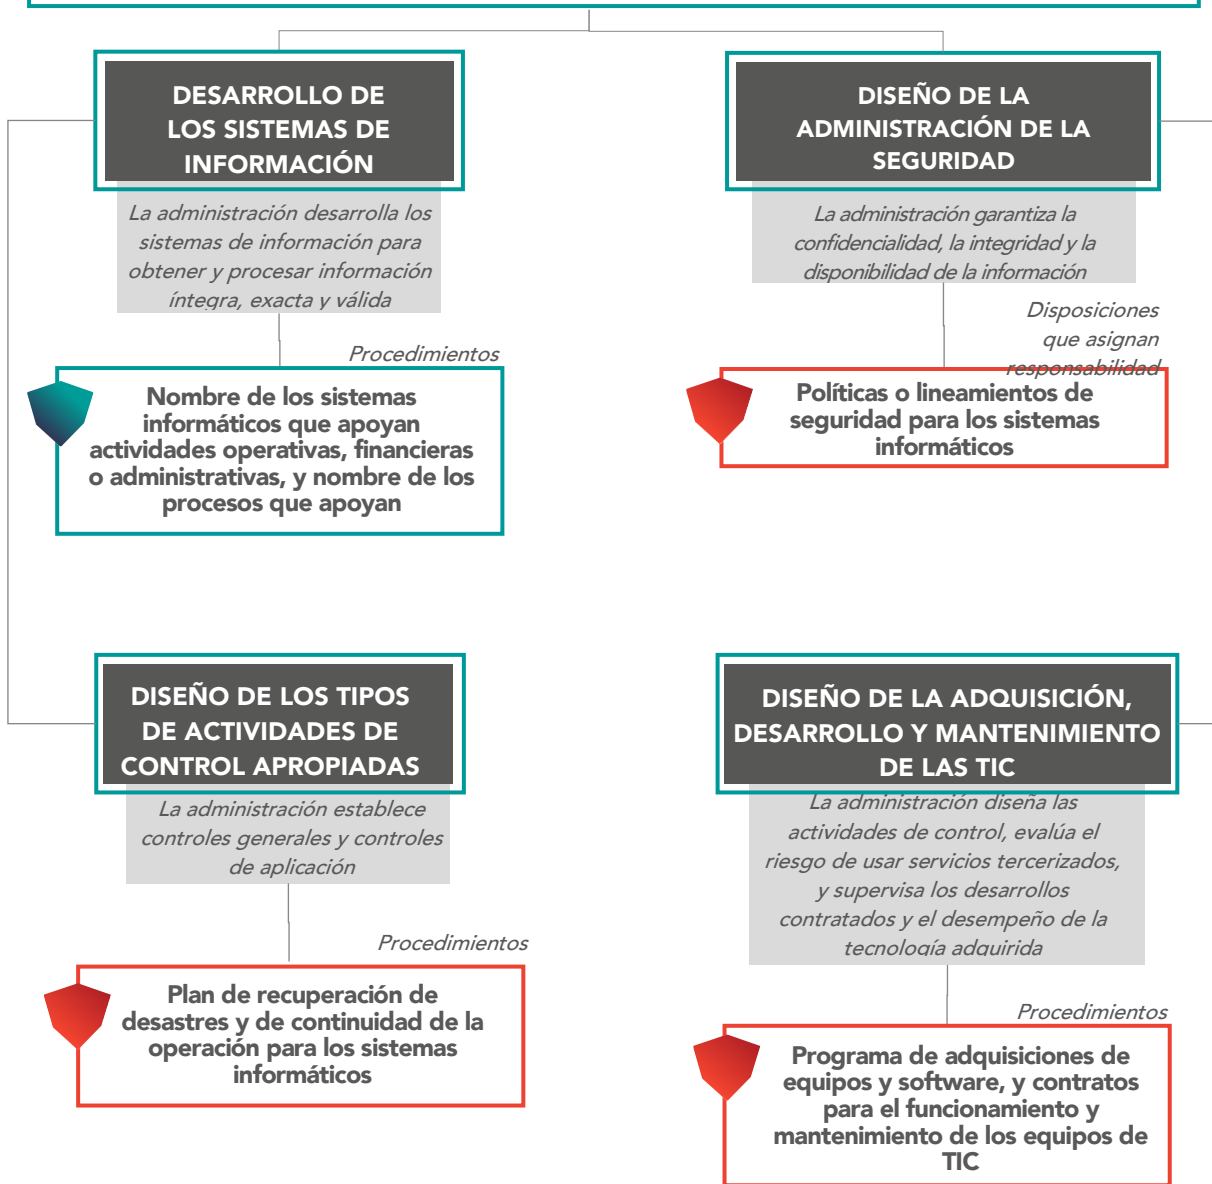 DESARROLLO DE
LOS SISTEMAS DE
INFORMACIÓN
La administración desarrolla los
sistemas de información para
obtener y procesar información
íntegra, exacta y válida
Procedimientos
Nombre de los sistemas
informáticos que apoyan
actividades operativas, financieras
o administrativas, y nombre de los
procesos que apoyan
DISEÑO DE LA
ADMINISTRACIÓN DE LA
SEGURIDAD
La administración garantiza la
confidencialidad, la integridad y la
disponibilidad de la información
Disposiciones
que asignan
responsabilidad
Políticas o lineamientos de
seguridad para los sistemas
informáticos
DISEÑO DE LOS TIPOS
DE ACTIVIDADES DE
CONTROL APROPIADAS
La administración establece
controles generales y controles
de aplicación
Procedimientos
Plan de recuperación de
desastres y de continuidad de la
operación para los sistemas
informáticos
DISEÑO DE LA ADQUISICIÓN,
DESARROLLO Y MANTENIMIENTO
DE LAS TIC
La administración diseña las
actividades de control, evalúa el
riesgo de usar servicios tercerizados,
y supervisa los desarrollos
contratados y el desempeño de la
tecnología adquirida
Procedimientos
Programa de adquisiciones de
equipos y software, y contratos
para el funcionamiento y
mantenimiento de los equipos de
TIC